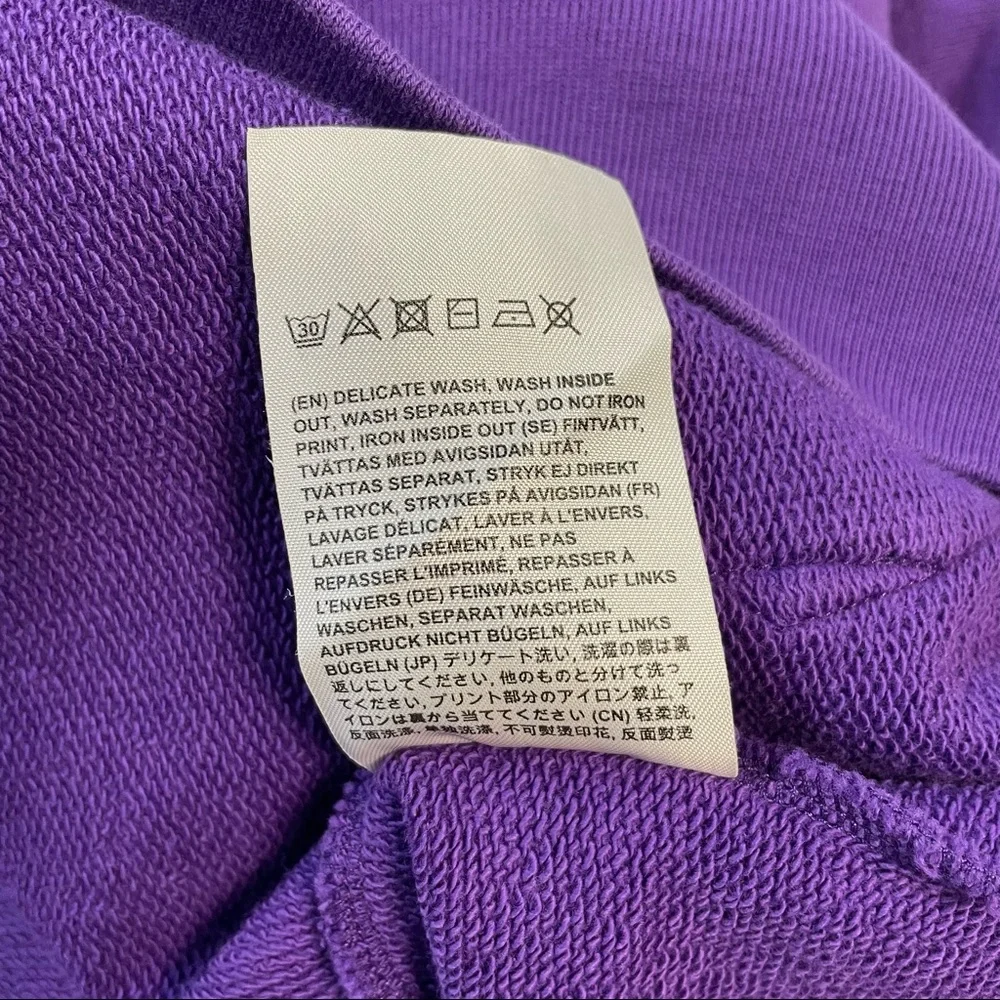 30
(EN) DELICATE WASH, WASH INSIDE
OUT, WASH SEPARATELY, DO NOT IRON
PRINT, IRON INSIDE OUT (SE) FINTVÄTT,
TVÄTTAS MED AVIGSIDAN UTÅT,
TVÄTTAS SEPARAT, STRYK EJ DIREKT
PÅ TRYCK, STRYKES PÅ AVIGSIDAN (FR)
LAVAGE DÉLICAT, LAVER À L'ENVERS,
LAVER SÉPARÉMENT, NE PAS
REPASSER L'IMPRIMÉ, REPASSER À
L'ENVERS (DE) FEINWÄSCHE, AUF LINKS
WASCHEN, SEPARAT WASCHEN,
AUFDRUCK NICHT BÜGELN, AUF LINKS
BÜGELN (JP) デリケート洗い, 洗濯の際は裏
返しにしてください, 他のものと分けて洗っ
てください, プリント部分のアイロン禁止, ア
イロンは裏から当ててください (CN) 轻柔洗,
反面洗涤, 单独洗涤, 不可熨烫印花, 反面熨烫